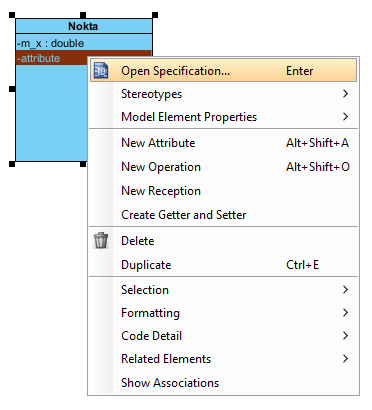 Nokta
-m_x : double
-attribute
Open Specification... Enter
Stereotypes
Model Element Properties
New Attribute Alt+Shift+A
New Operation Alt+Shift+O
New Reception
Create Getter and Setter
Delete
Duplicate Ctrl+E
Selection
Formatting
Code Detail
Related Elements
Show Associations